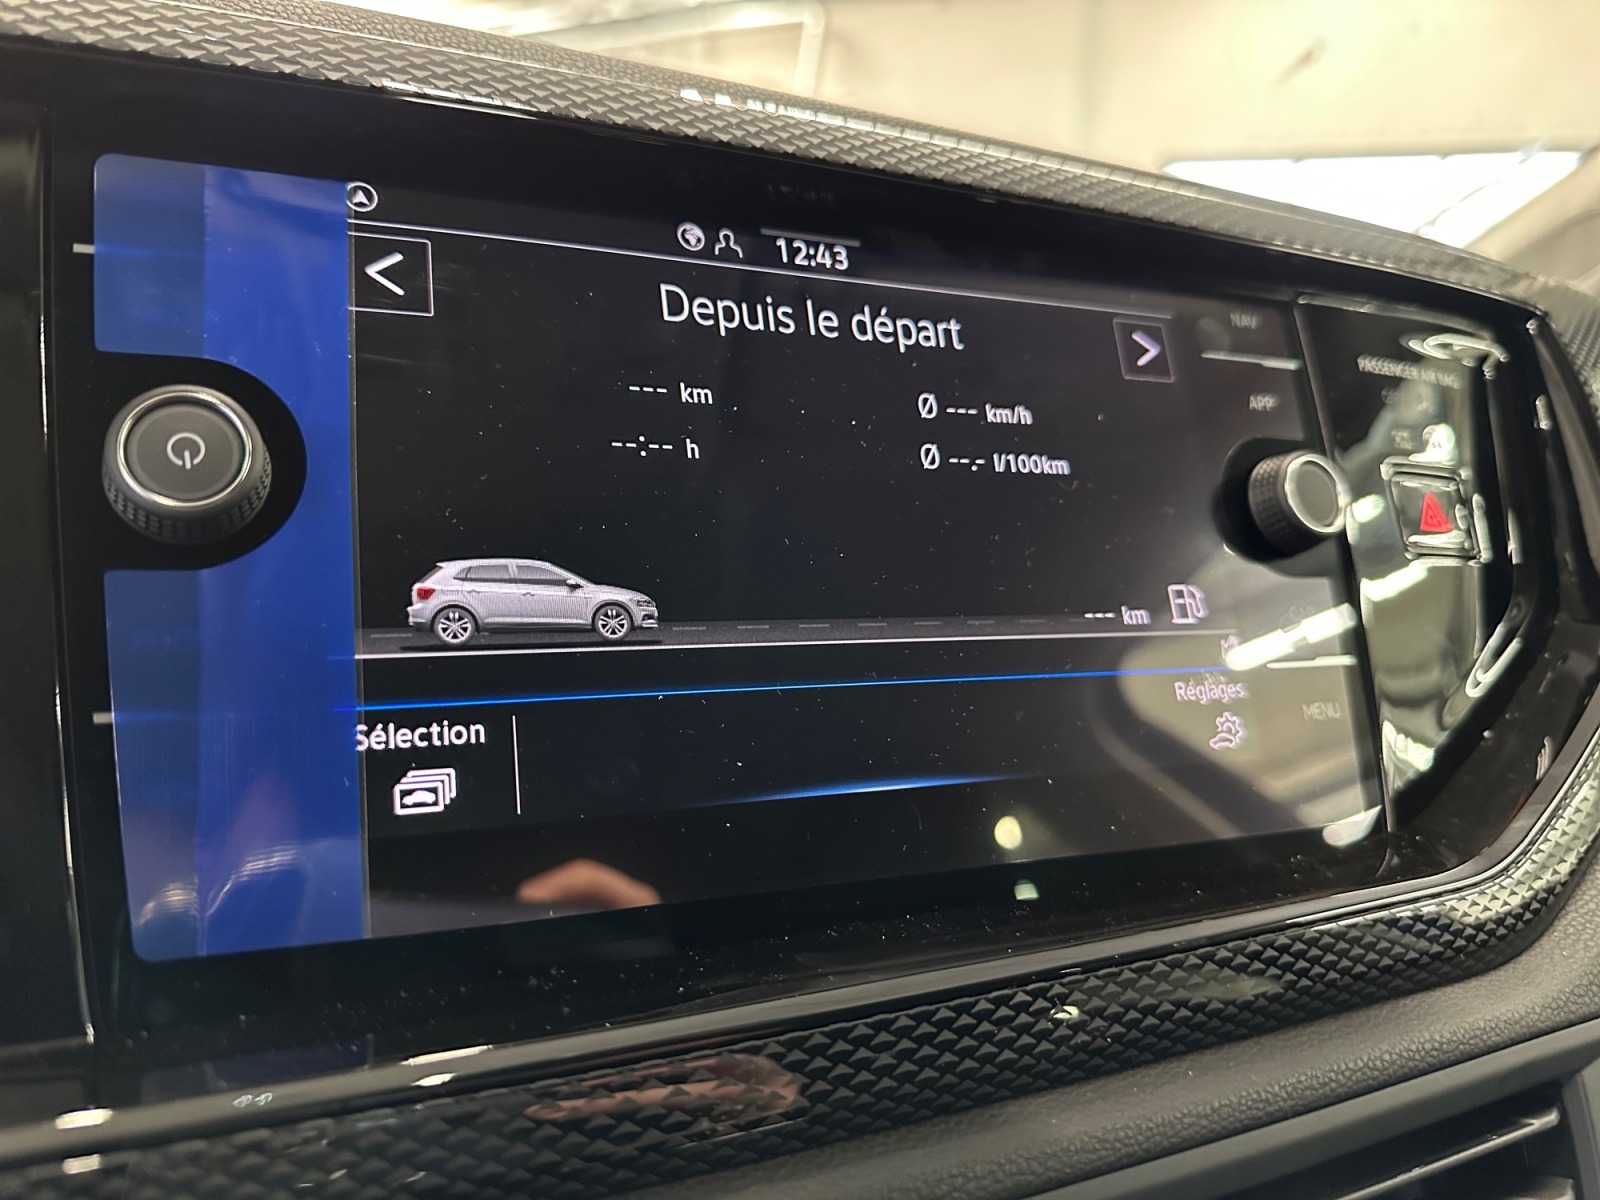 12:43
Depuis le départ
NAV
--- km
Ø --- km/h
APP
--:-- h
Ø --.- l/100km
PASSENGER AIR BAG
--- km
Réglages
MENU
Sélection